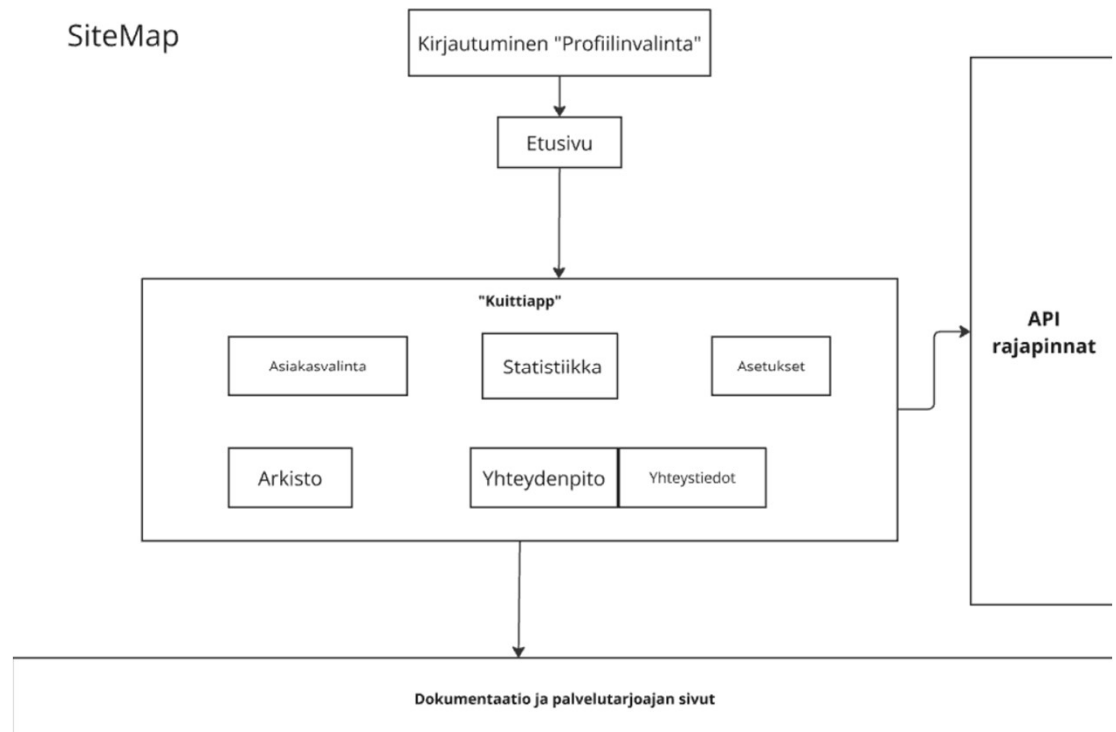 SiteMap
Kirjautuminen "Profiilinvalinta"
Etusivu
"Kuittiapp"
Asiakasvalinta
Statistiikka
Asetukset
Arkisto
Yhteydenpito
Yhteystiedot
API
rajapinnat
Dokumentaatio ja palvelutarjoajan sivut